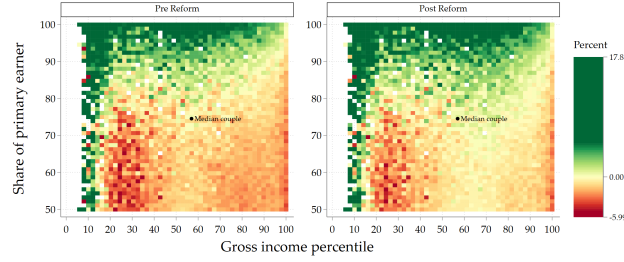 Pre Reform
Post Reform
Share of primary earner
100
90
80
70
60
50
Median couple
Median couple
0 10 20 30 40 50 60 70 80 90 100
0 10 20 30 40 50 60 70 80 90 100
Gross income percentile
Percent
17.8
0.00
-5.99